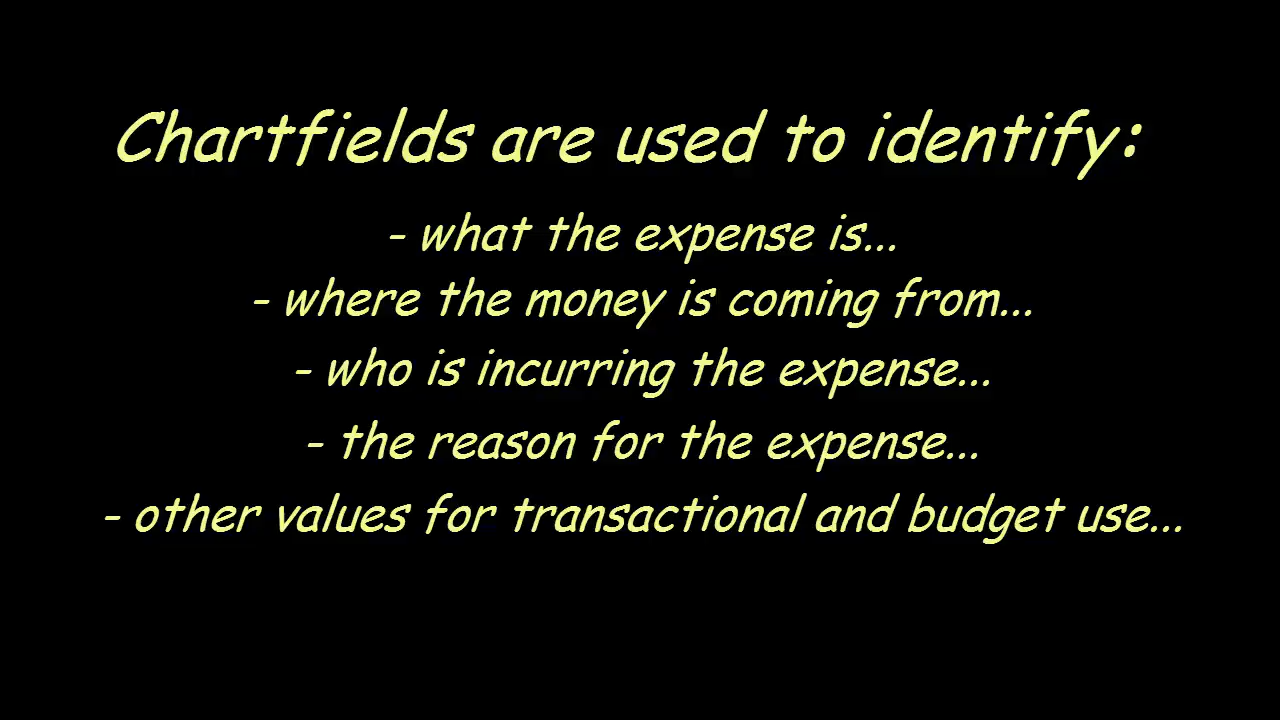 Chartfields are used to identify:
- what the expense is...
- where the money is coming from...
- who is incurring the expense...
- the reason for the expense...
- other values for transactional and budget use...